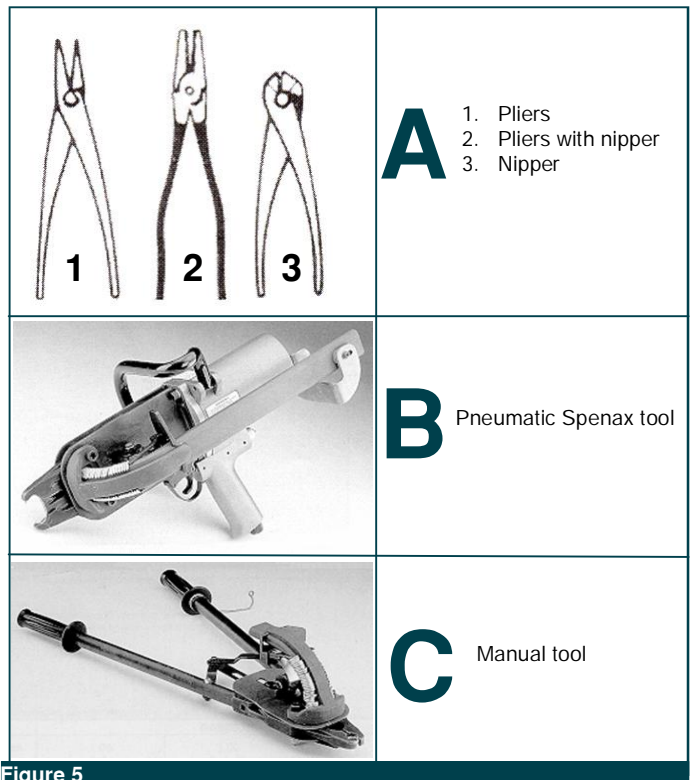 1 2 3
A
1. Pliers
2. Pliers with nipper
3. Nipper
B
Pneumatic Spenax tool
C
Manual tool
Figure 5